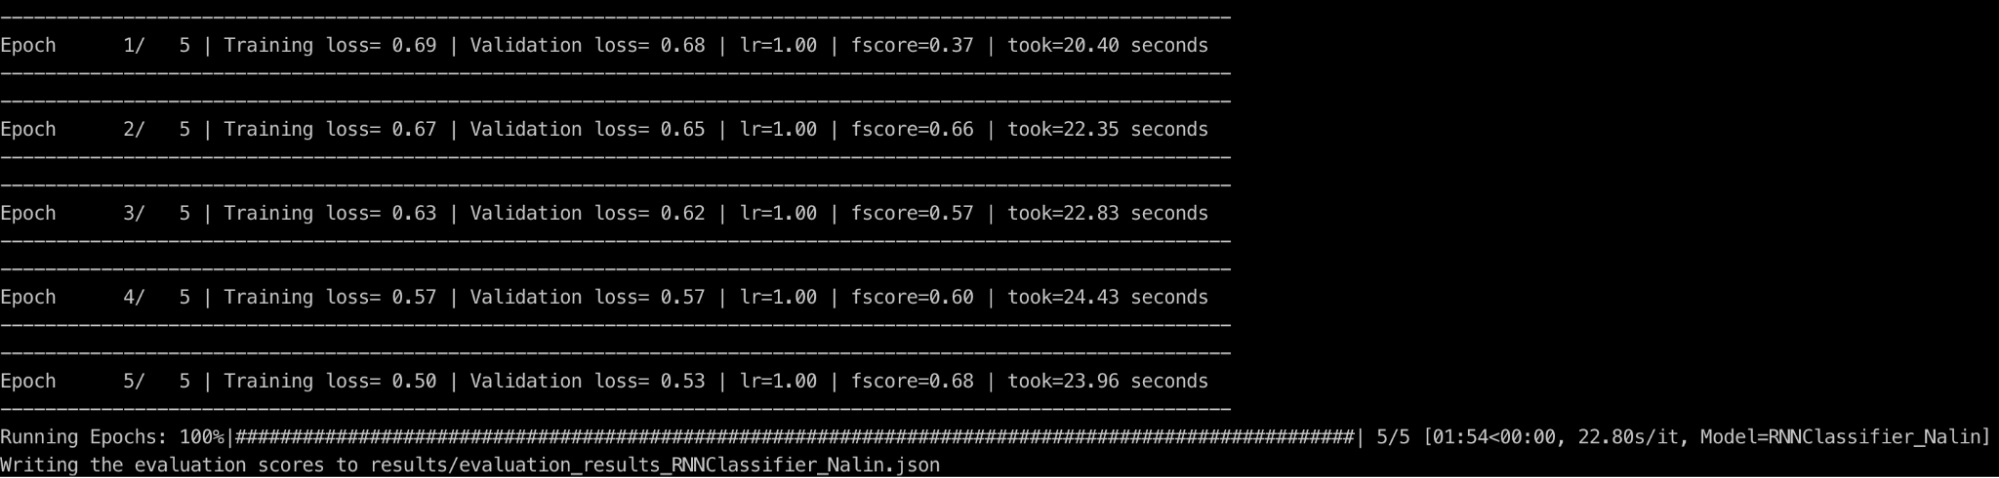 Epoch      1/   5 | Training loss= 0.69 | Validation loss= 0.68 | lr=1.00 | fscore=0.37 | took=20.40 seconds
Epoch      2/   5 | Training loss= 0.67 | Validation loss= 0.65 | lr=1.00 | fscore=0.66 | took=22.35 seconds
Epoch      3/   5 | Training loss= 0.63 | Validation loss= 0.62 | lr=1.00 | fscore=0.57 | took=22.83 seconds
Epoch      4/   5 | Training loss= 0.57 | Validation loss= 0.57 | lr=1.00 | fscore=0.60 | took=24.43 seconds
Epoch      5/   5 | Training loss= 0.50 | Validation loss= 0.53 | lr=1.00 | fscore=0.68 | took=23.96 seconds
Running Epochs: 100%|####################################################################################################| 5/5 [01:54<00:00, 22.80s/it, Model=RNNClassifier_Nalin]
Writing the evaluation scores to results/evaluation_results_RNNClassifier_Nalin.json